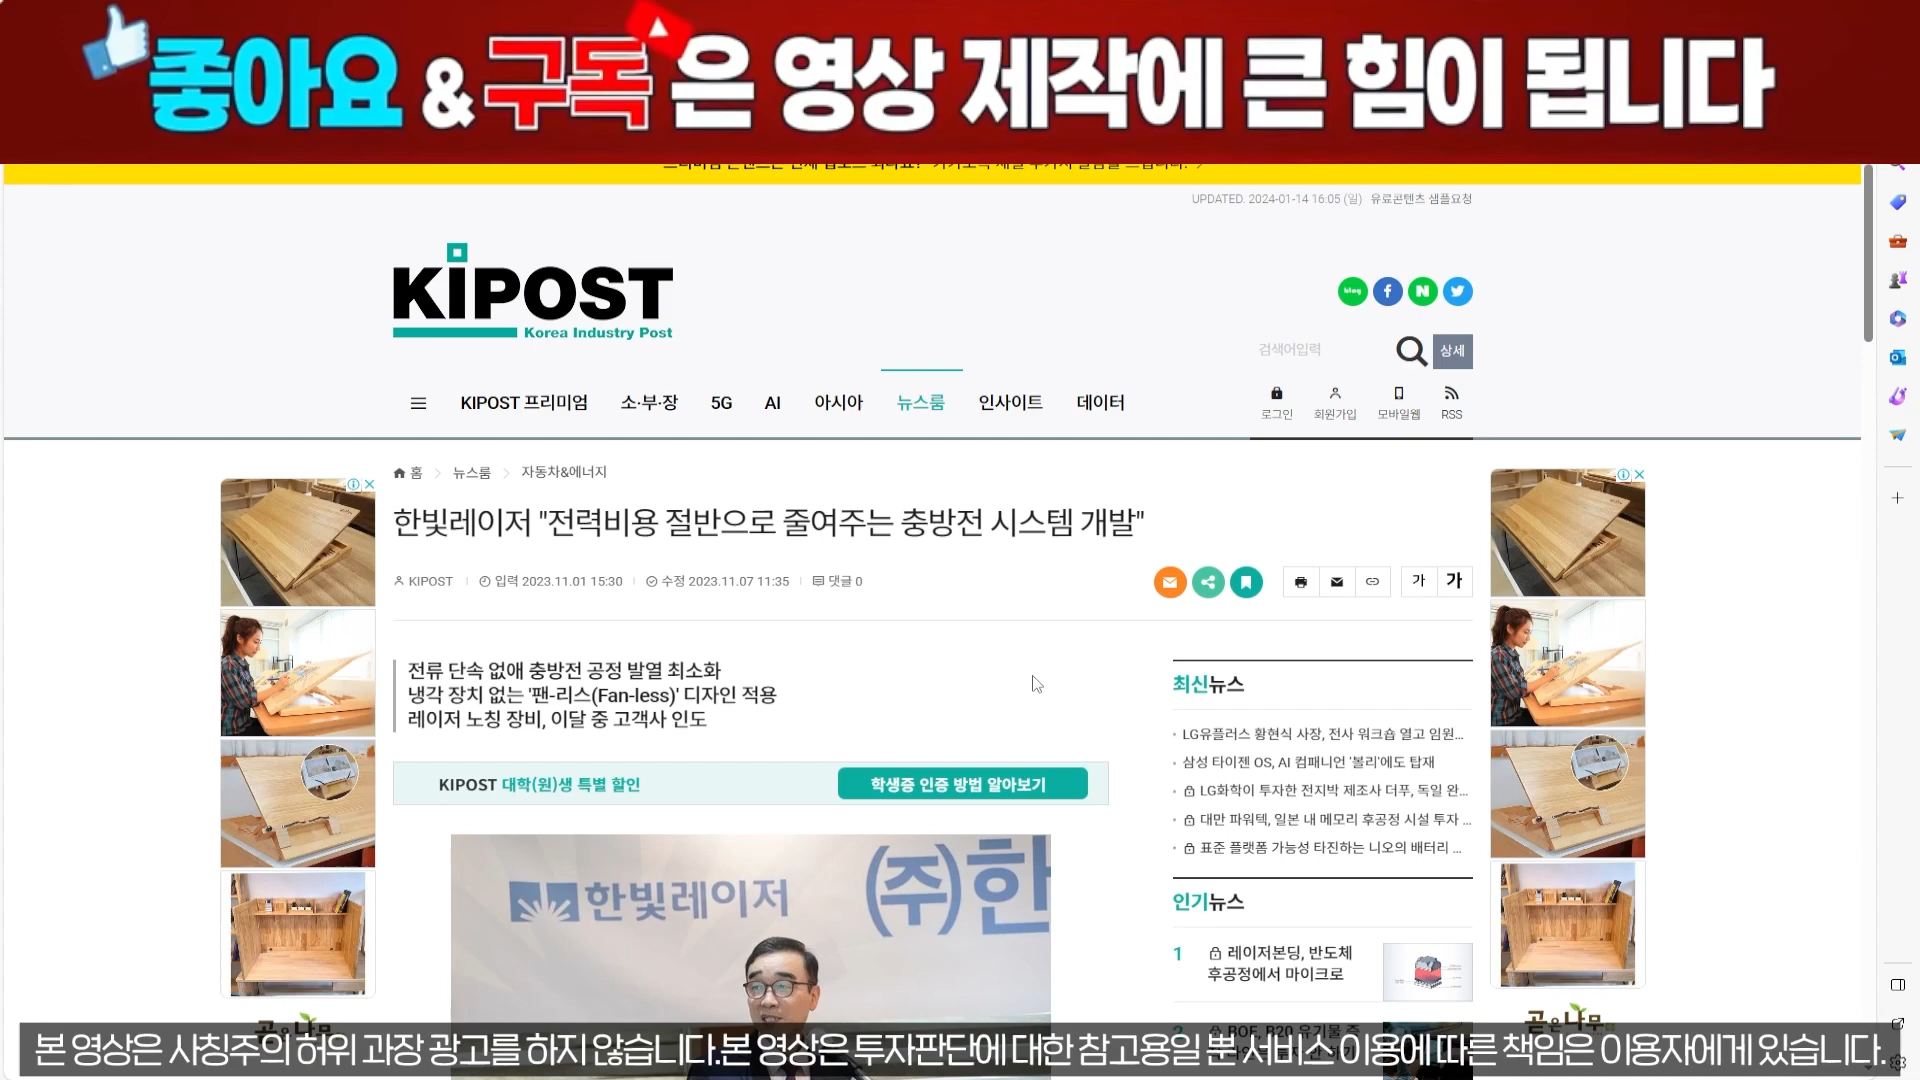 좋아요 & 구독 은 영상 제작에 큰 힘이 됩니다
UPDATED. 2024-01-14 16:05 (일) 유료콘텐츠 샘플요청
KiPOST
Korea Industry Post
blog
검색어입력
상세
KIPOST 프리미엄 소·부·장 5G AI 아시아 뉴스룸 인사이트 데이터
로그인 회원가입 모바일웹 RSS
홈 뉴스룸 자동차&에너지
한빛레이저 "전력비용 절반으로 줄여주는 충방전 시스템 개발"
KIPOST 입력 2023.11.01 15:30 수정 2023.11.07 11:35 댓글 0
가 가
전류 단속 없애 충방전 공정 발열 최소화
냉각 장치 없는 '팬-리스(Fan-less)' 디자인 적용
레이저 노칭 장비, 이달 중 고객사 인도
KIPOST 대학(원)생 특별 할인 학생증 인증 방법 알아보기
한빛레이저 (주)한
최신뉴스
LG유플러스 황현식 사장, 전사 워크숍 열고 임원...
삼성 타이젠 OS, AI 컴패니언 '볼리'에도 탑재
LG화학이 투자한 전지박 제조사 더푸, 독일 완...
대만 파워텍, 일본 내 메모리 후공정 시설 투자 ...
표준 플랫폼 가능성 타진하는 니오의 배터리 ...
인기뉴스
1 레이저본딩, 반도체
후공정에서 마이크로
2 BOE, B20 유기물 증
본 영상은 사칭주의 허위 과장 광고를 하지 않습니다.본 영상은 투자판단에 대한 참고용일 뿐 서비스 이용에 따른 책임은 이용자에게 있습니다.